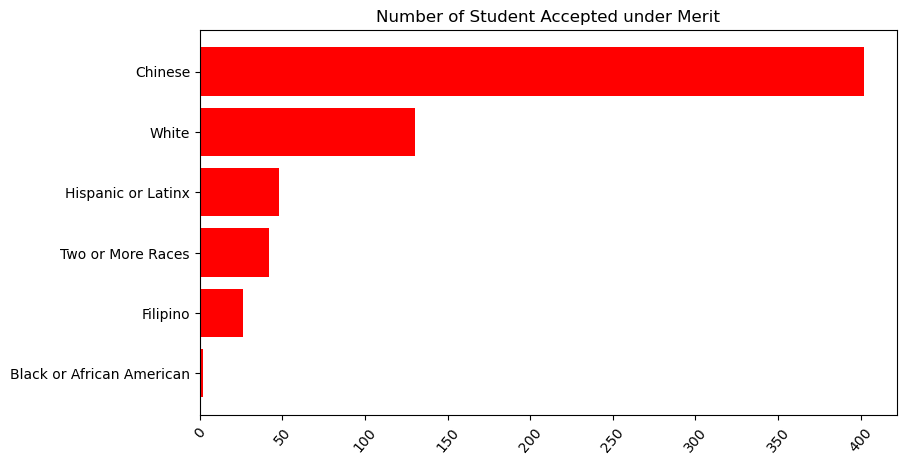 Number of Student Accepted under Merit
Chinese
White
Hispanic or Latinx
Two or More Races
Filipino
Black or African American
0
50
100
150
200
250
300
350
400